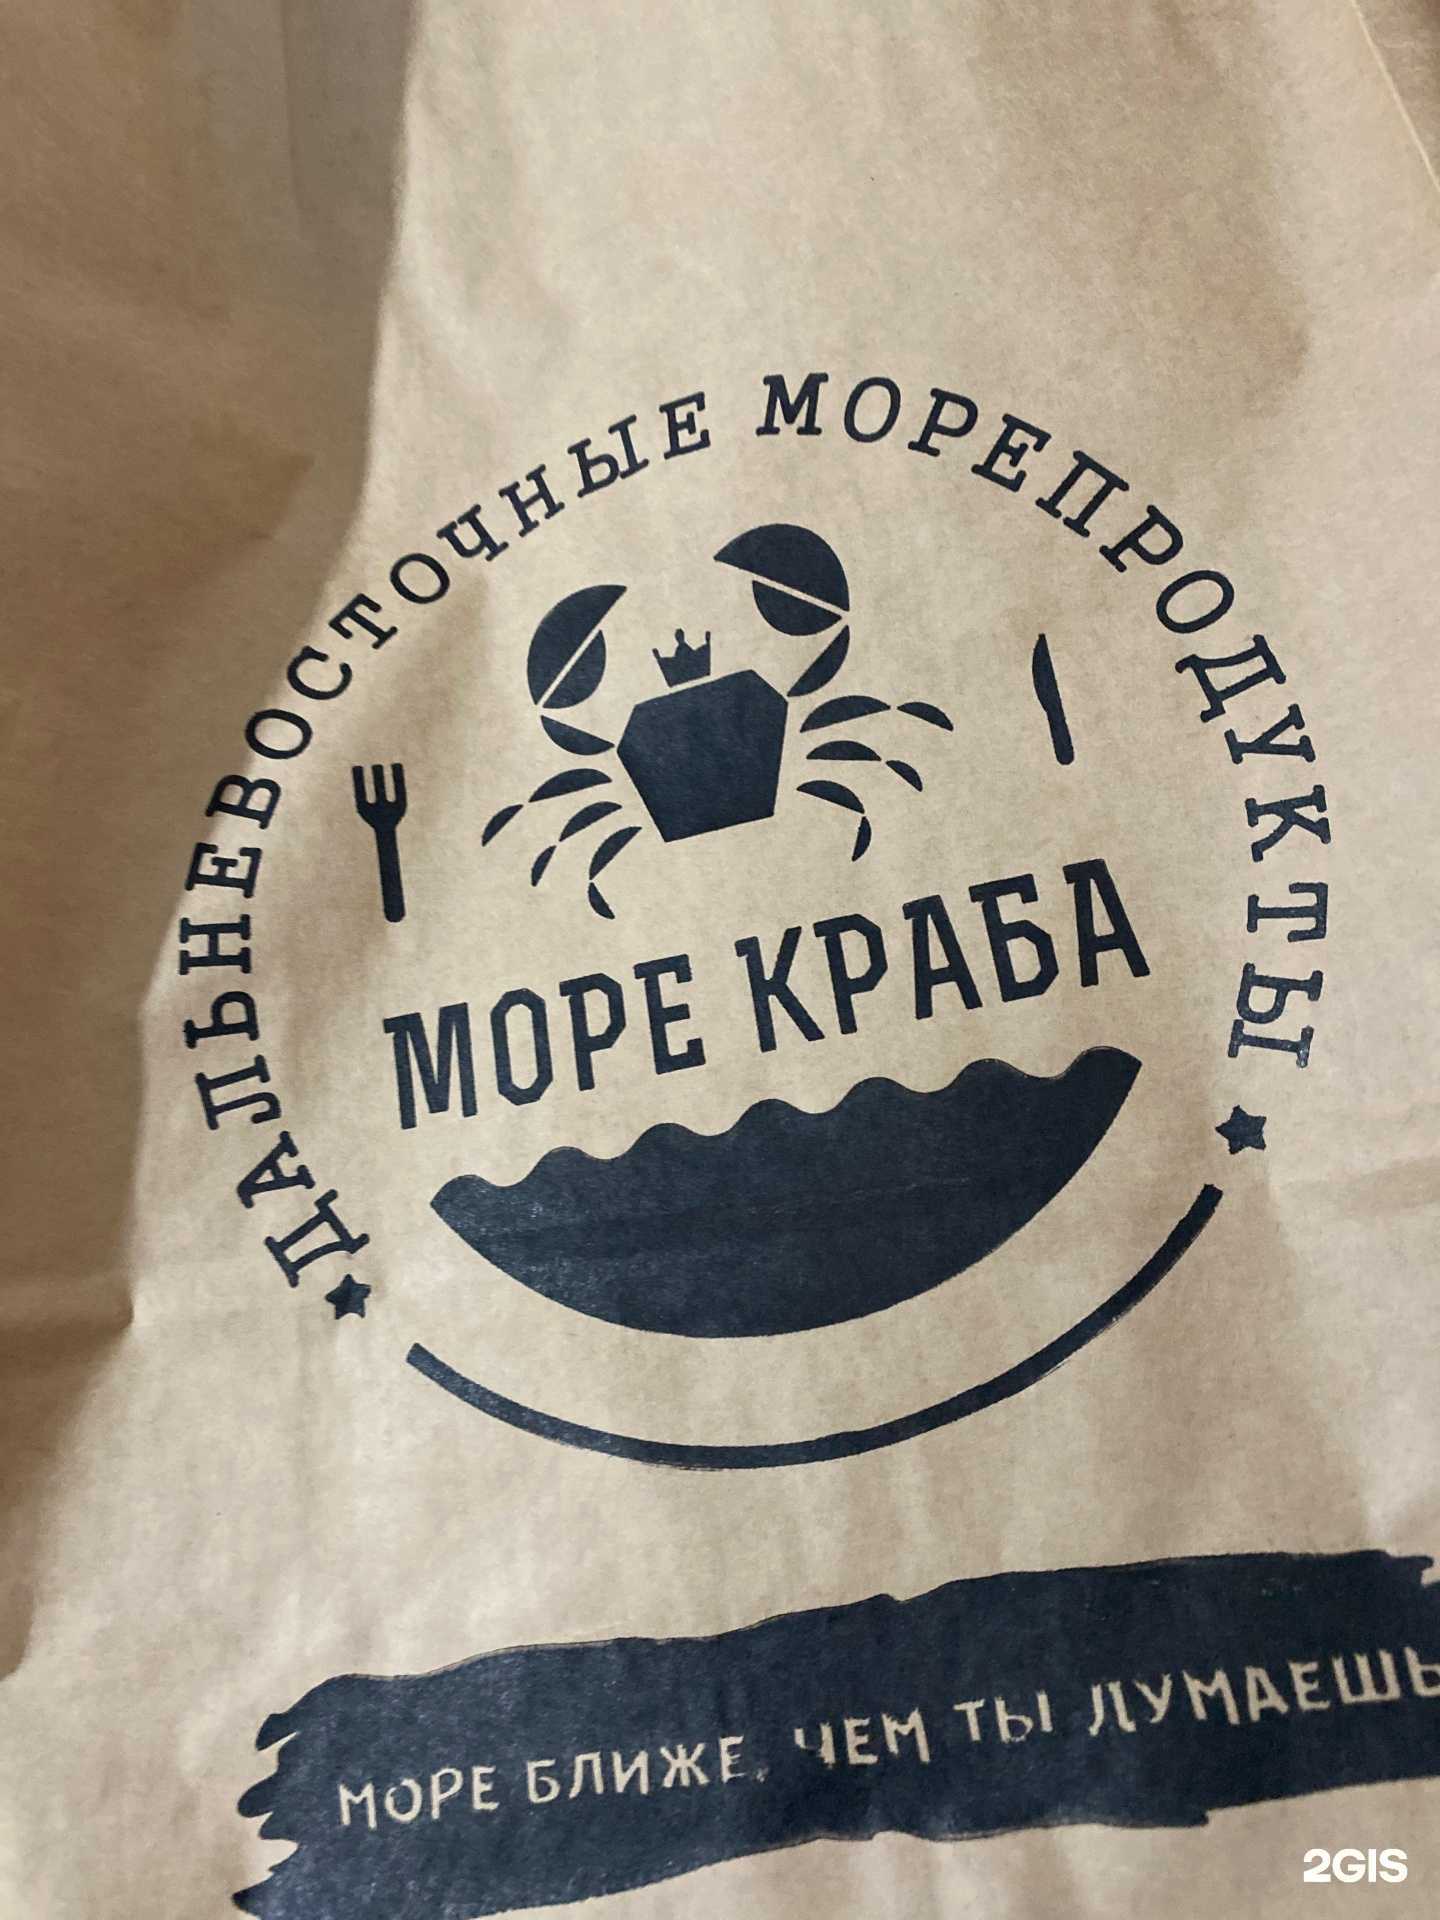 ДАЛЬНЕВОСТОЧНЫЕ МОРЕПРОДУКТЫ
МОРЕ КРАБА
МОРЕ БЛИЖЕ, ЧЕМ ТЫ ДУМАЕШЬ
2GIS